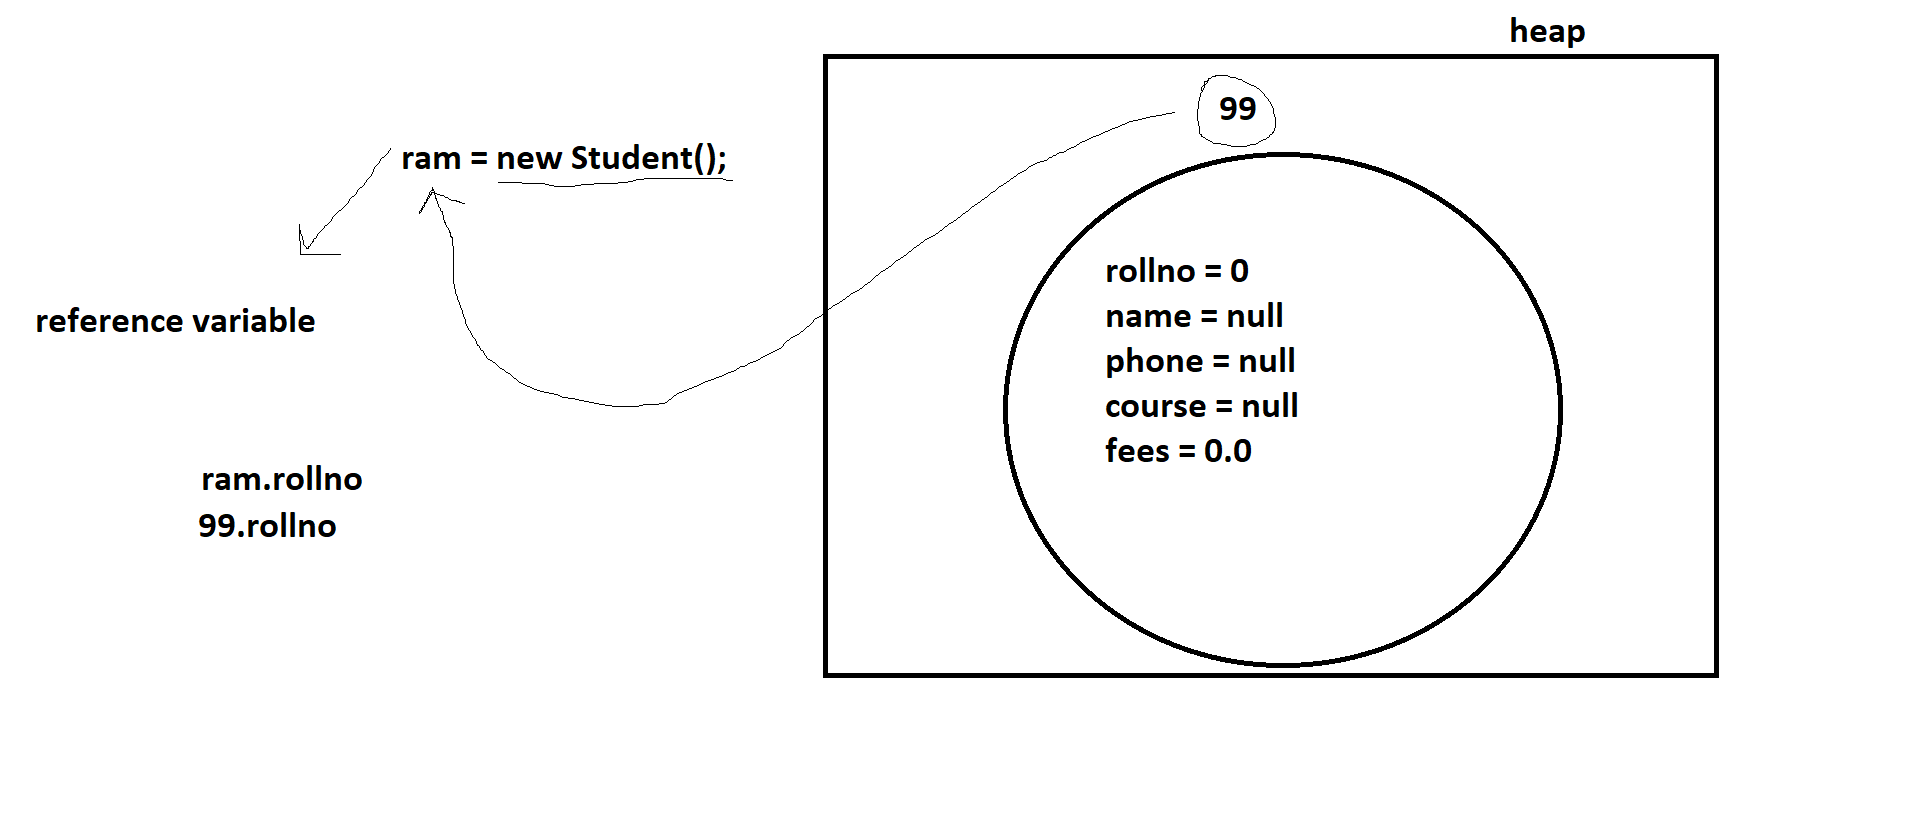 heap
99
ram = new Student();
reference variable
rollno = 0
name = null
phone = null
course = null
fees = 0.0
ram.rollno
99.rollno